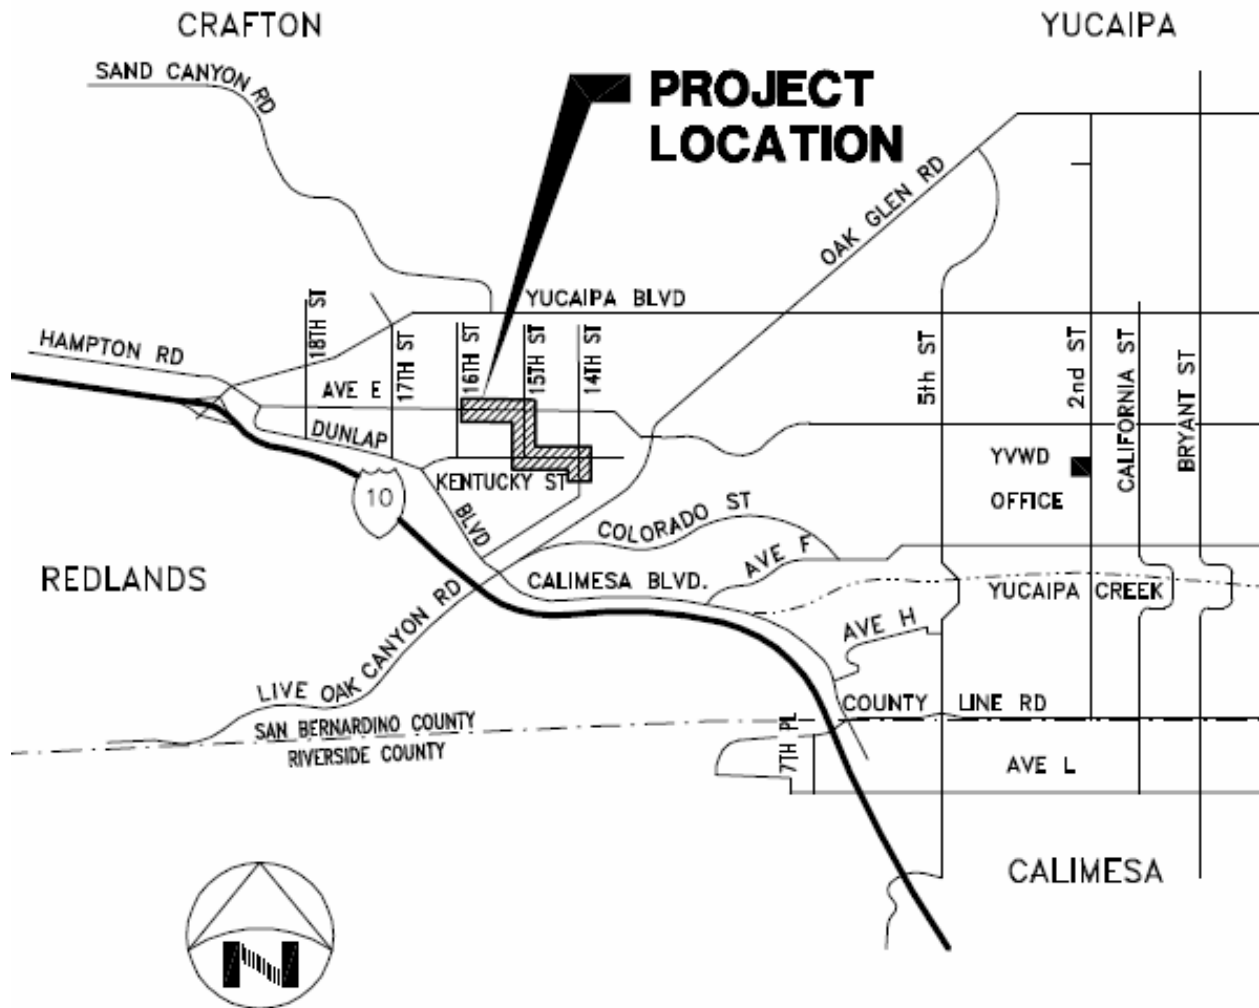 CRAFTON
YUCAIPA
SAND CANYON RD
PROJECT
LOCATION
OAK GLEN RD
YUCAIPA BLVD
HAMPTON RD
18TH ST
17TH ST
16TH ST
15TH ST
14TH ST
5th ST
2nd ST
CALIFORNIA ST
BRYANT ST
AVE E
DUNLAP
BLVD
KENTUCKY ST
YVWD
OFFICE
10
COLORADO ST
AVE F
REDLANDS
CALIMESA BLVD.
YUCAIPA CREEK
AVE H
LIVE OAK CANYON RD
COUNTY LINE RD
SAN BERNARDINO COUNTY
RIVERSIDE COUNTY
7TH PL
AVE L
CALIMESA
N